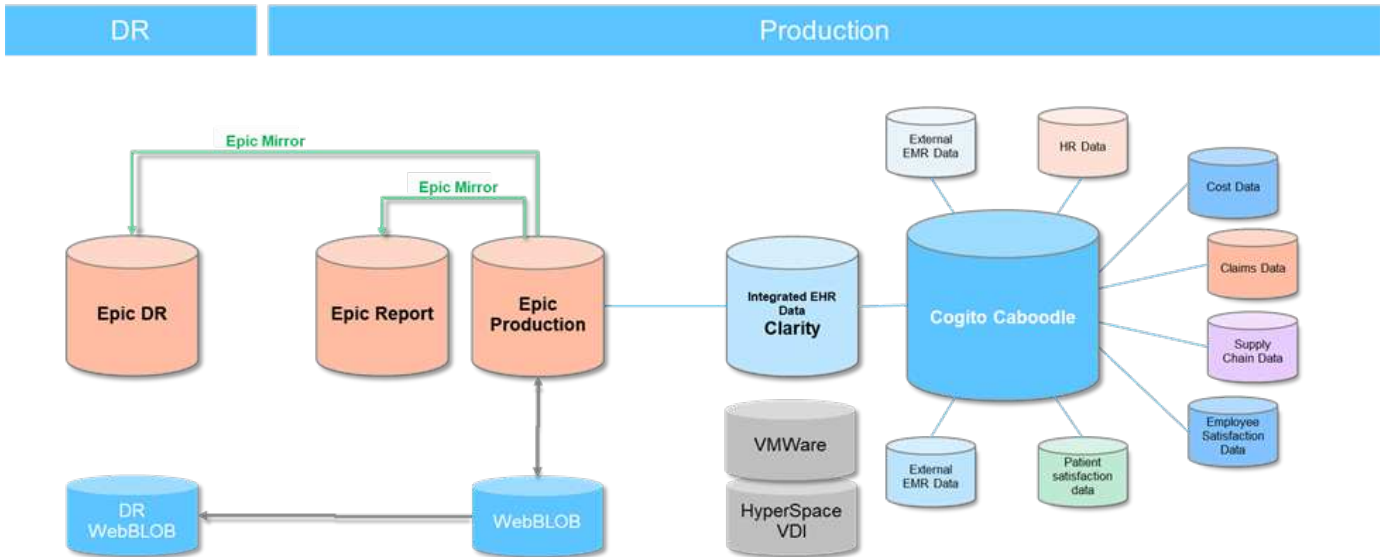 DR
Production
Epic Mirror
Epic Mirror
External
EMR Data
HR Data
Cost Data
Epic DR
Epic Report
Epic
Production
Integrated EHR
Data
Clarity
Cogito Caboodle
Claims Data
Supply
Chain Data
VMWare
HyperSpace
VDI
External
EMR Data
Patient
satisfaction
data
Employee
Satisfaction
Data
DR
WebBLOB
WebBLOB